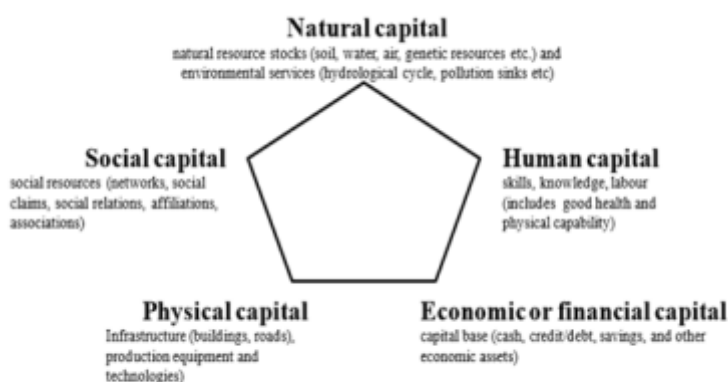 Natural capital
natural resource stocks (soil, water, air, genetic resources etc.) and
environmental services (hydrological cycle, pollution sinks etc)
Social capital
social resources (networks, social
claims, social relations, affiliations,
associations)
Human capital
skills, knowledge, labour
(includes good health and
physical capability)
Physical capital
Infrastructure (buildings, roads),
production equipment and
technologies)
Economic or financial capital
capital base (cash, credit/debt, savings, and other
economic assets)